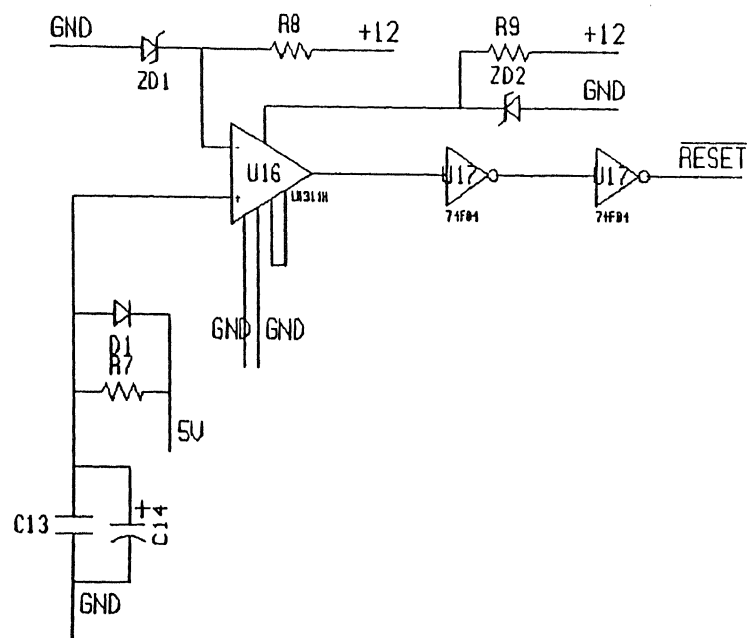 GND
R8
+12
ZD1
R9
+12
ZD2
GND
-
U16
+
LM311H
U17
74F04
U17
74F04
RESET
GND
GND
D1
R7
5V
C13
+
C14
GND